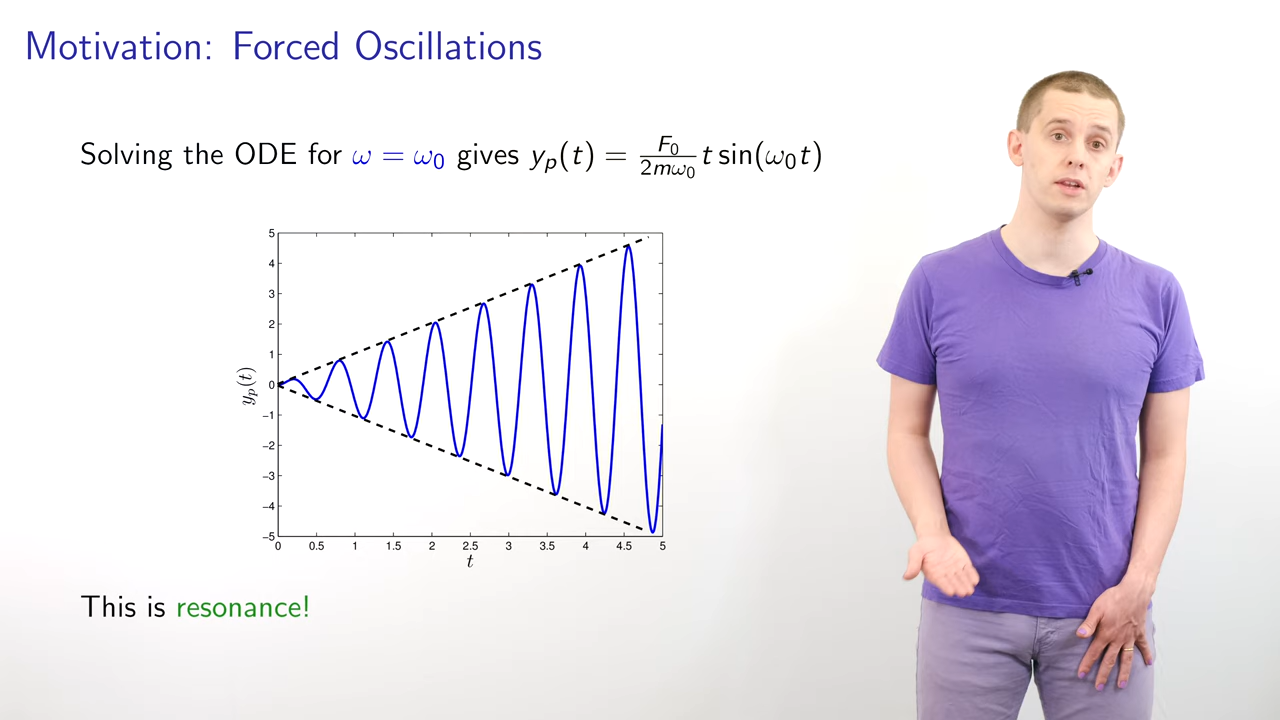 Motivation: Forced Oscillations
Solving the ODE for ω = ω₀ gives yₚ(t) = F₀/2mω₀ t sin(ω₀t)
5
4
3
2
1
0
−1
−2
−3
−4
−5
yₚ(t)
0 0.5 1 1.5 2 2.5 3 3.5 4 4.5 5
t
This is resonance!